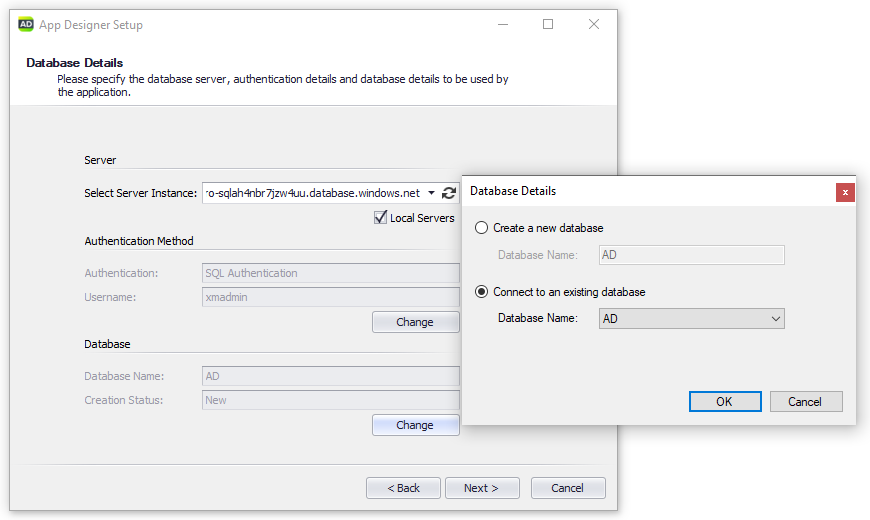 AD App Designer Setup
Database Details
Please specify the database server, authentication details and database details to be used by
the application.
Server
Select Server Instance: ro-sqlah4nbr7jzw4uu.database.windows.net
Local Servers
Authentication Method
Authentication: SQL Authentication
Username: xmadmin
Change
Database
Database Name: AD
Creation Status: New
Change
< Back Next > Cancel
Database Details x
Create a new database
Database Name: AD
Connect to an existing database
Database Name: AD
OK Cancel